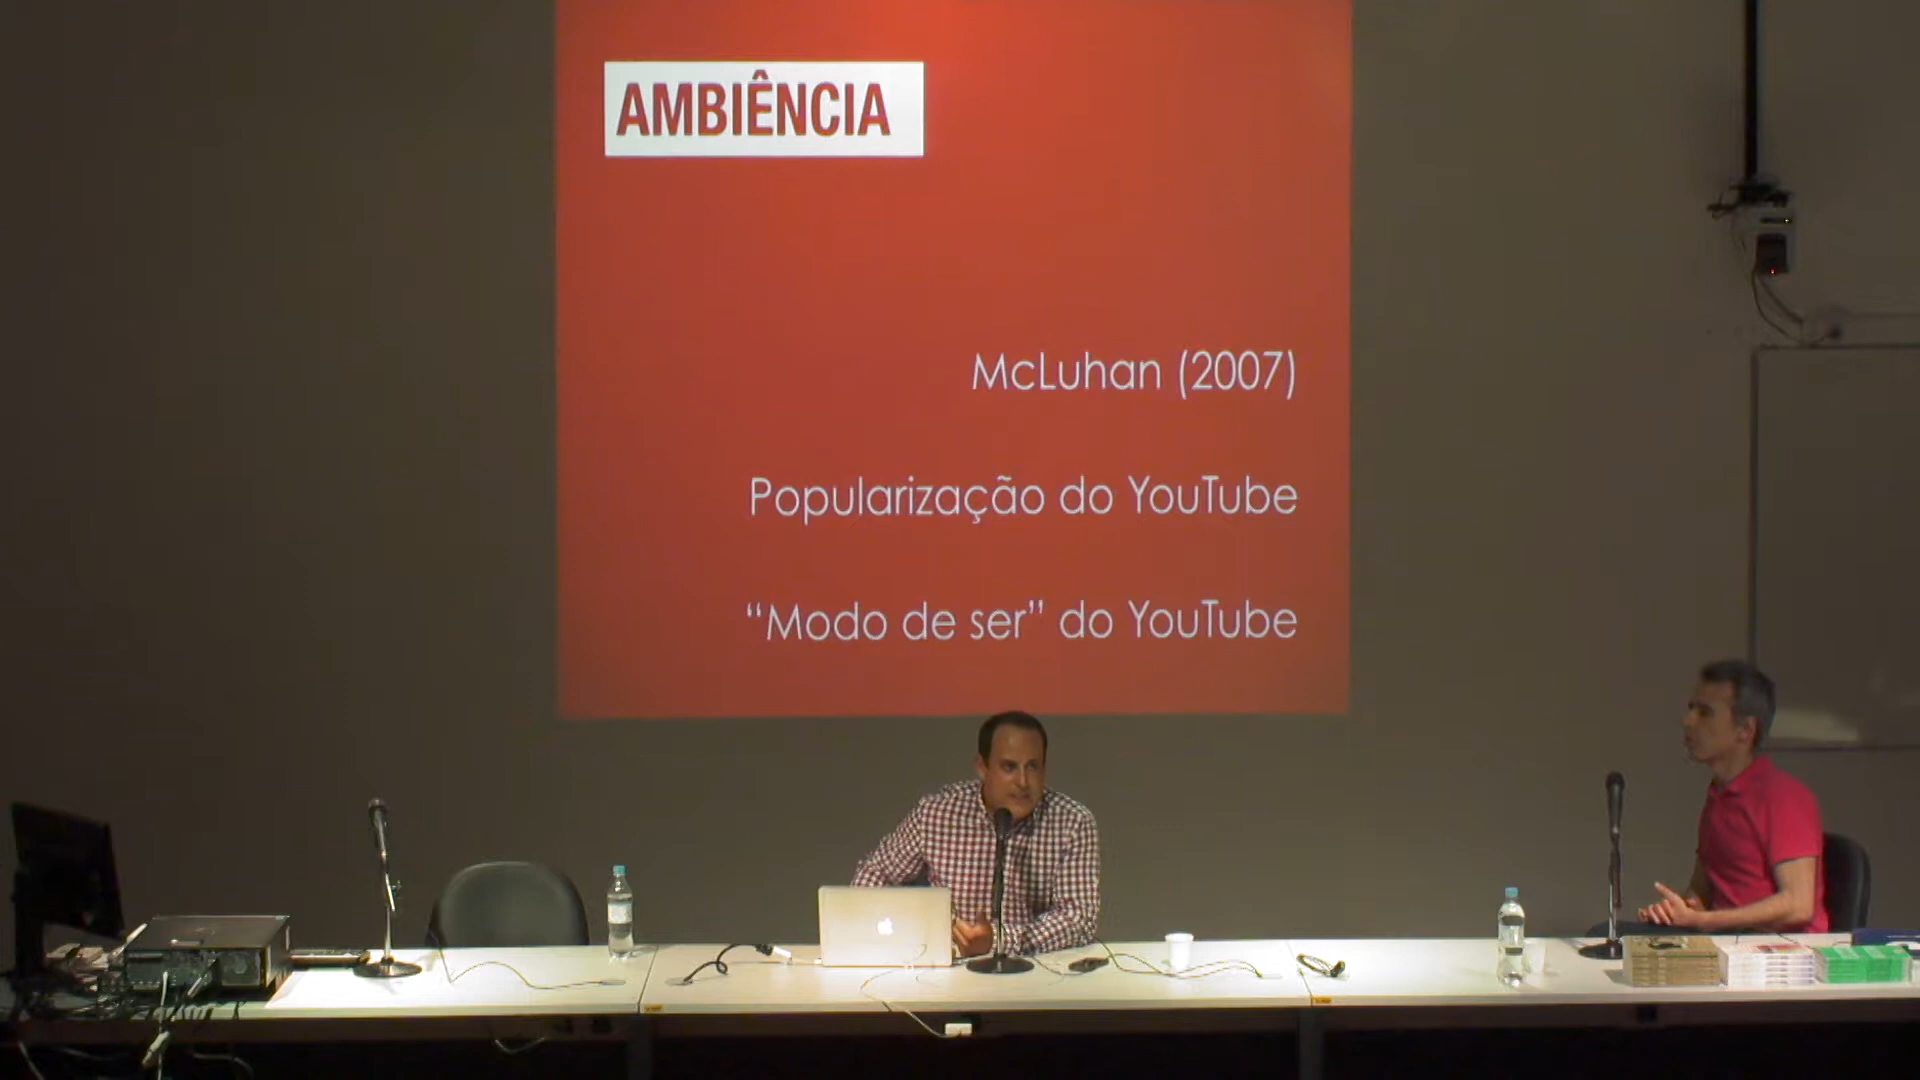 AMBIÊNCIA
McLuhan (2007)
Popularização do YouTube
“Modo de ser” do YouTube